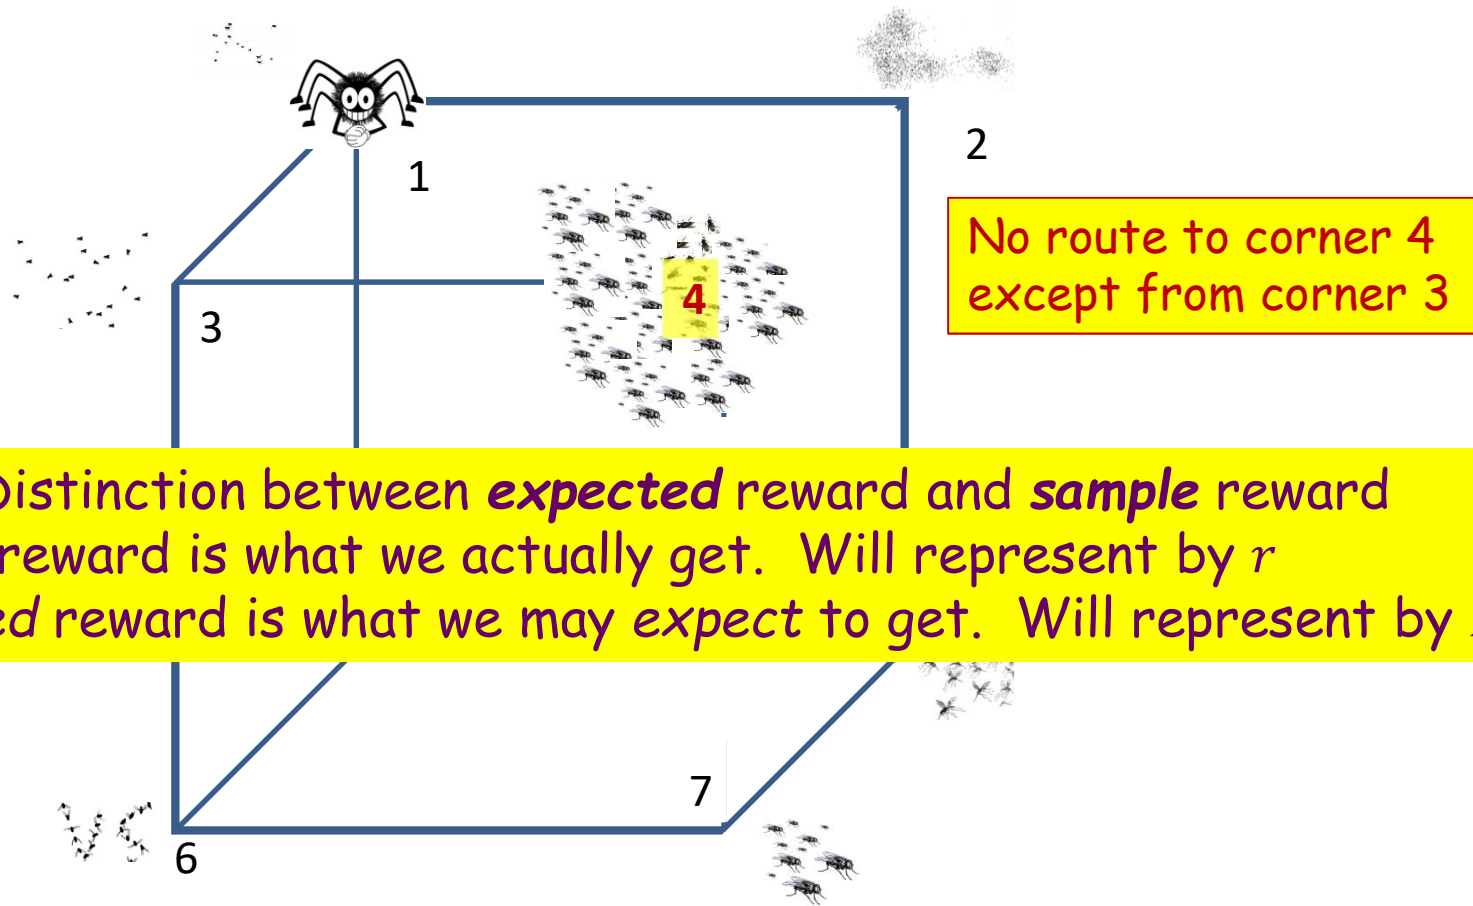 1
2
No route to corner 4
except from corner 3
4
3
istinction between expected reward and sample reward
reward is what we actually get. Will represent by r
ed reward is what we may expect to get. Will represent by
7
6